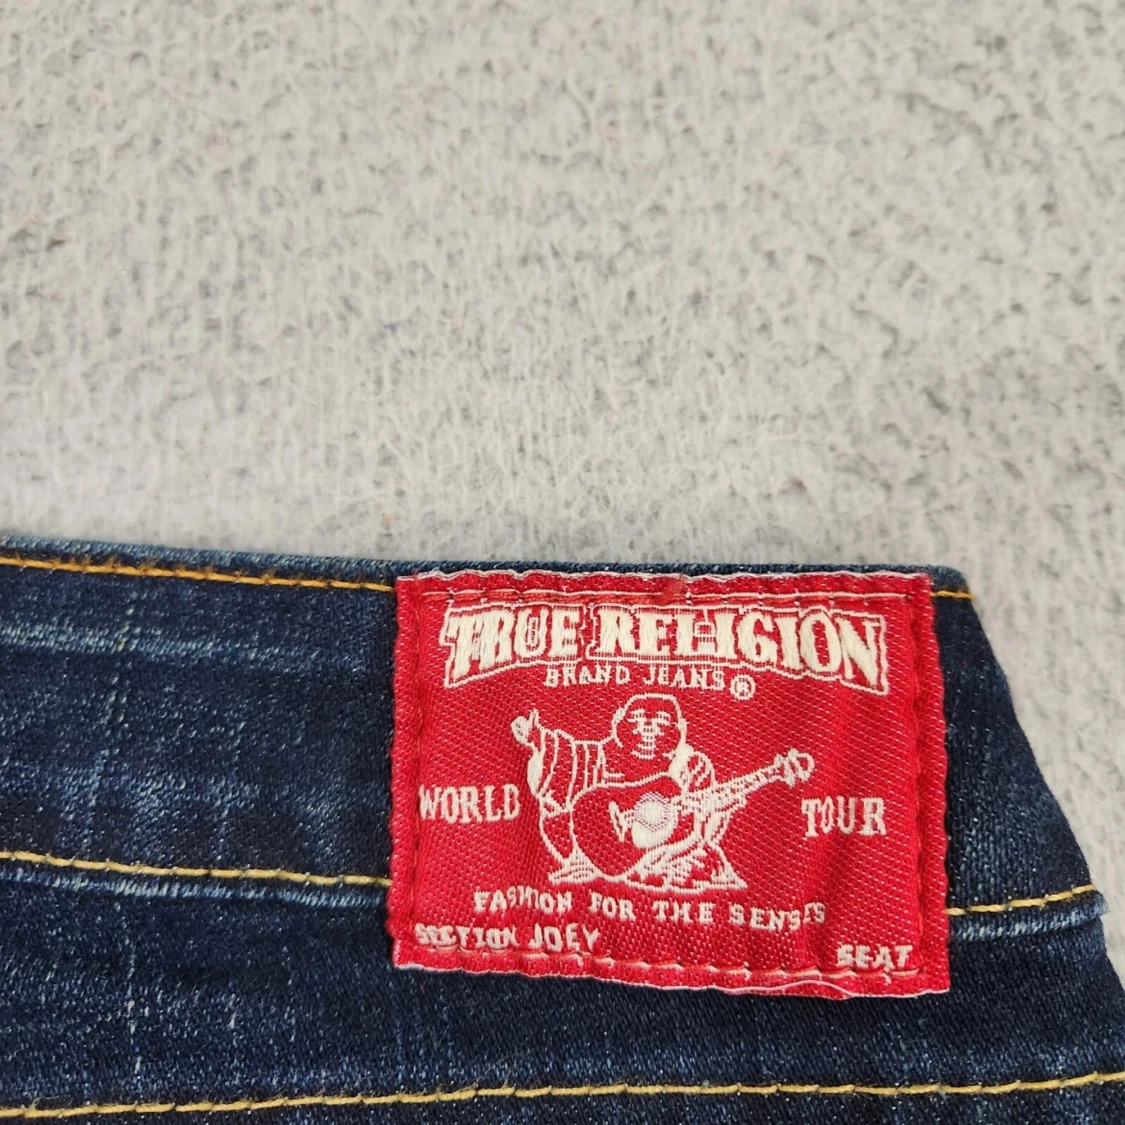 TRUE RELIGION
BRAND JEANS®
WORLD TOUR
FASHION FOR THE SENSES
SECTION JOEY SEAT